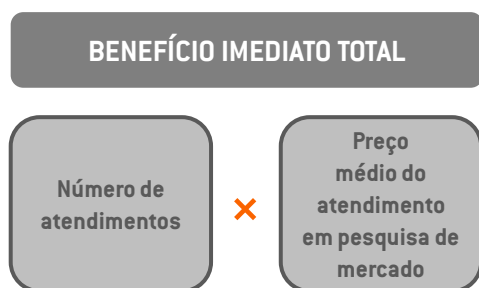 BENEFÍCIO IMEDIATO TOTAL
Número de
atendimentos
×
Preço
médio do
atendimento
em pesquisa de
mercado